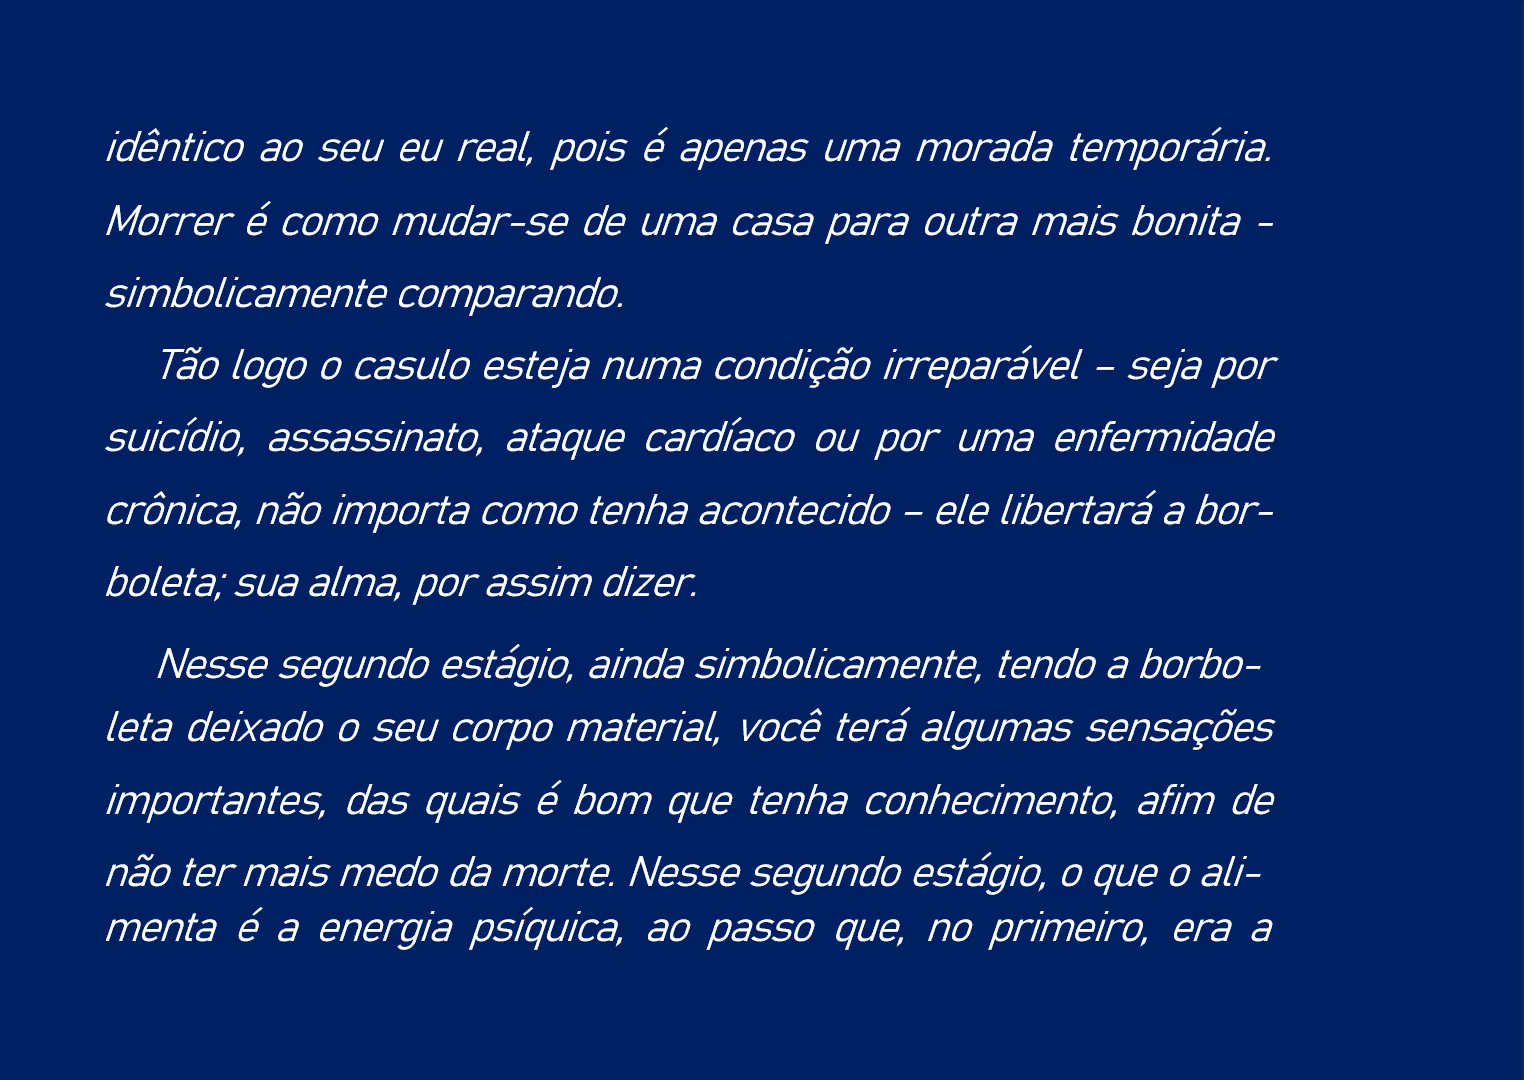 idêntico ao seu eu real, pois é apenas uma morada temporária.
Morrer é como mudar-se de uma casa para outra mais bonita -
simbolicamente comparando.
Tão logo o casulo esteja numa condição irreparável – seja por
suicídio, assassinato, ataque cardíaco ou por uma enfermidade
crônica, não importa como tenha acontecido – ele libertará a bor-
boleta; sua alma, por assim dizer.
Nesse segundo estágio, ainda simbolicamente, tendo a borbo-
leta deixado o seu corpo material, você terá algumas sensações
importantes, das quais é bom que tenha conhecimento, afim de
não ter mais medo da morte. Nesse segundo estágio, o que o ali-
menta é a energia psíquica, ao passo que, no primeiro, era a